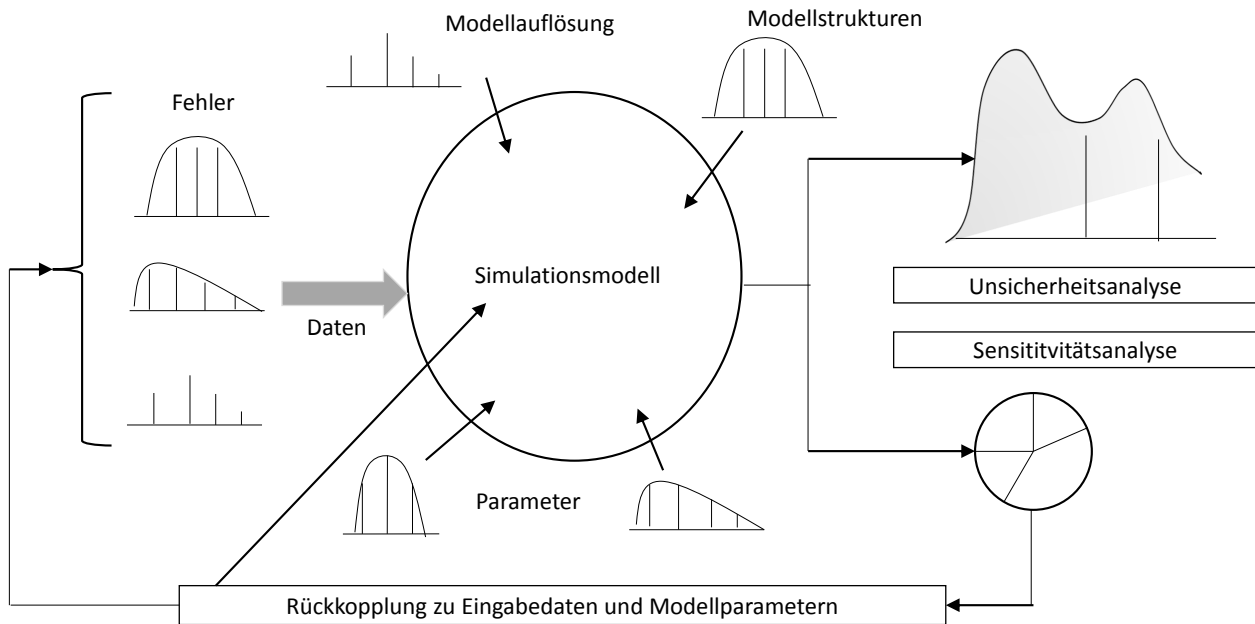 Modellauflösung
Modellstrukturen
Fehler
Simulationsmodell
Daten
Unsicherheitsanalyse
Sensititvitätsanalyse
Parameter
Rückkopplung zu Eingabedaten und Modellparametern